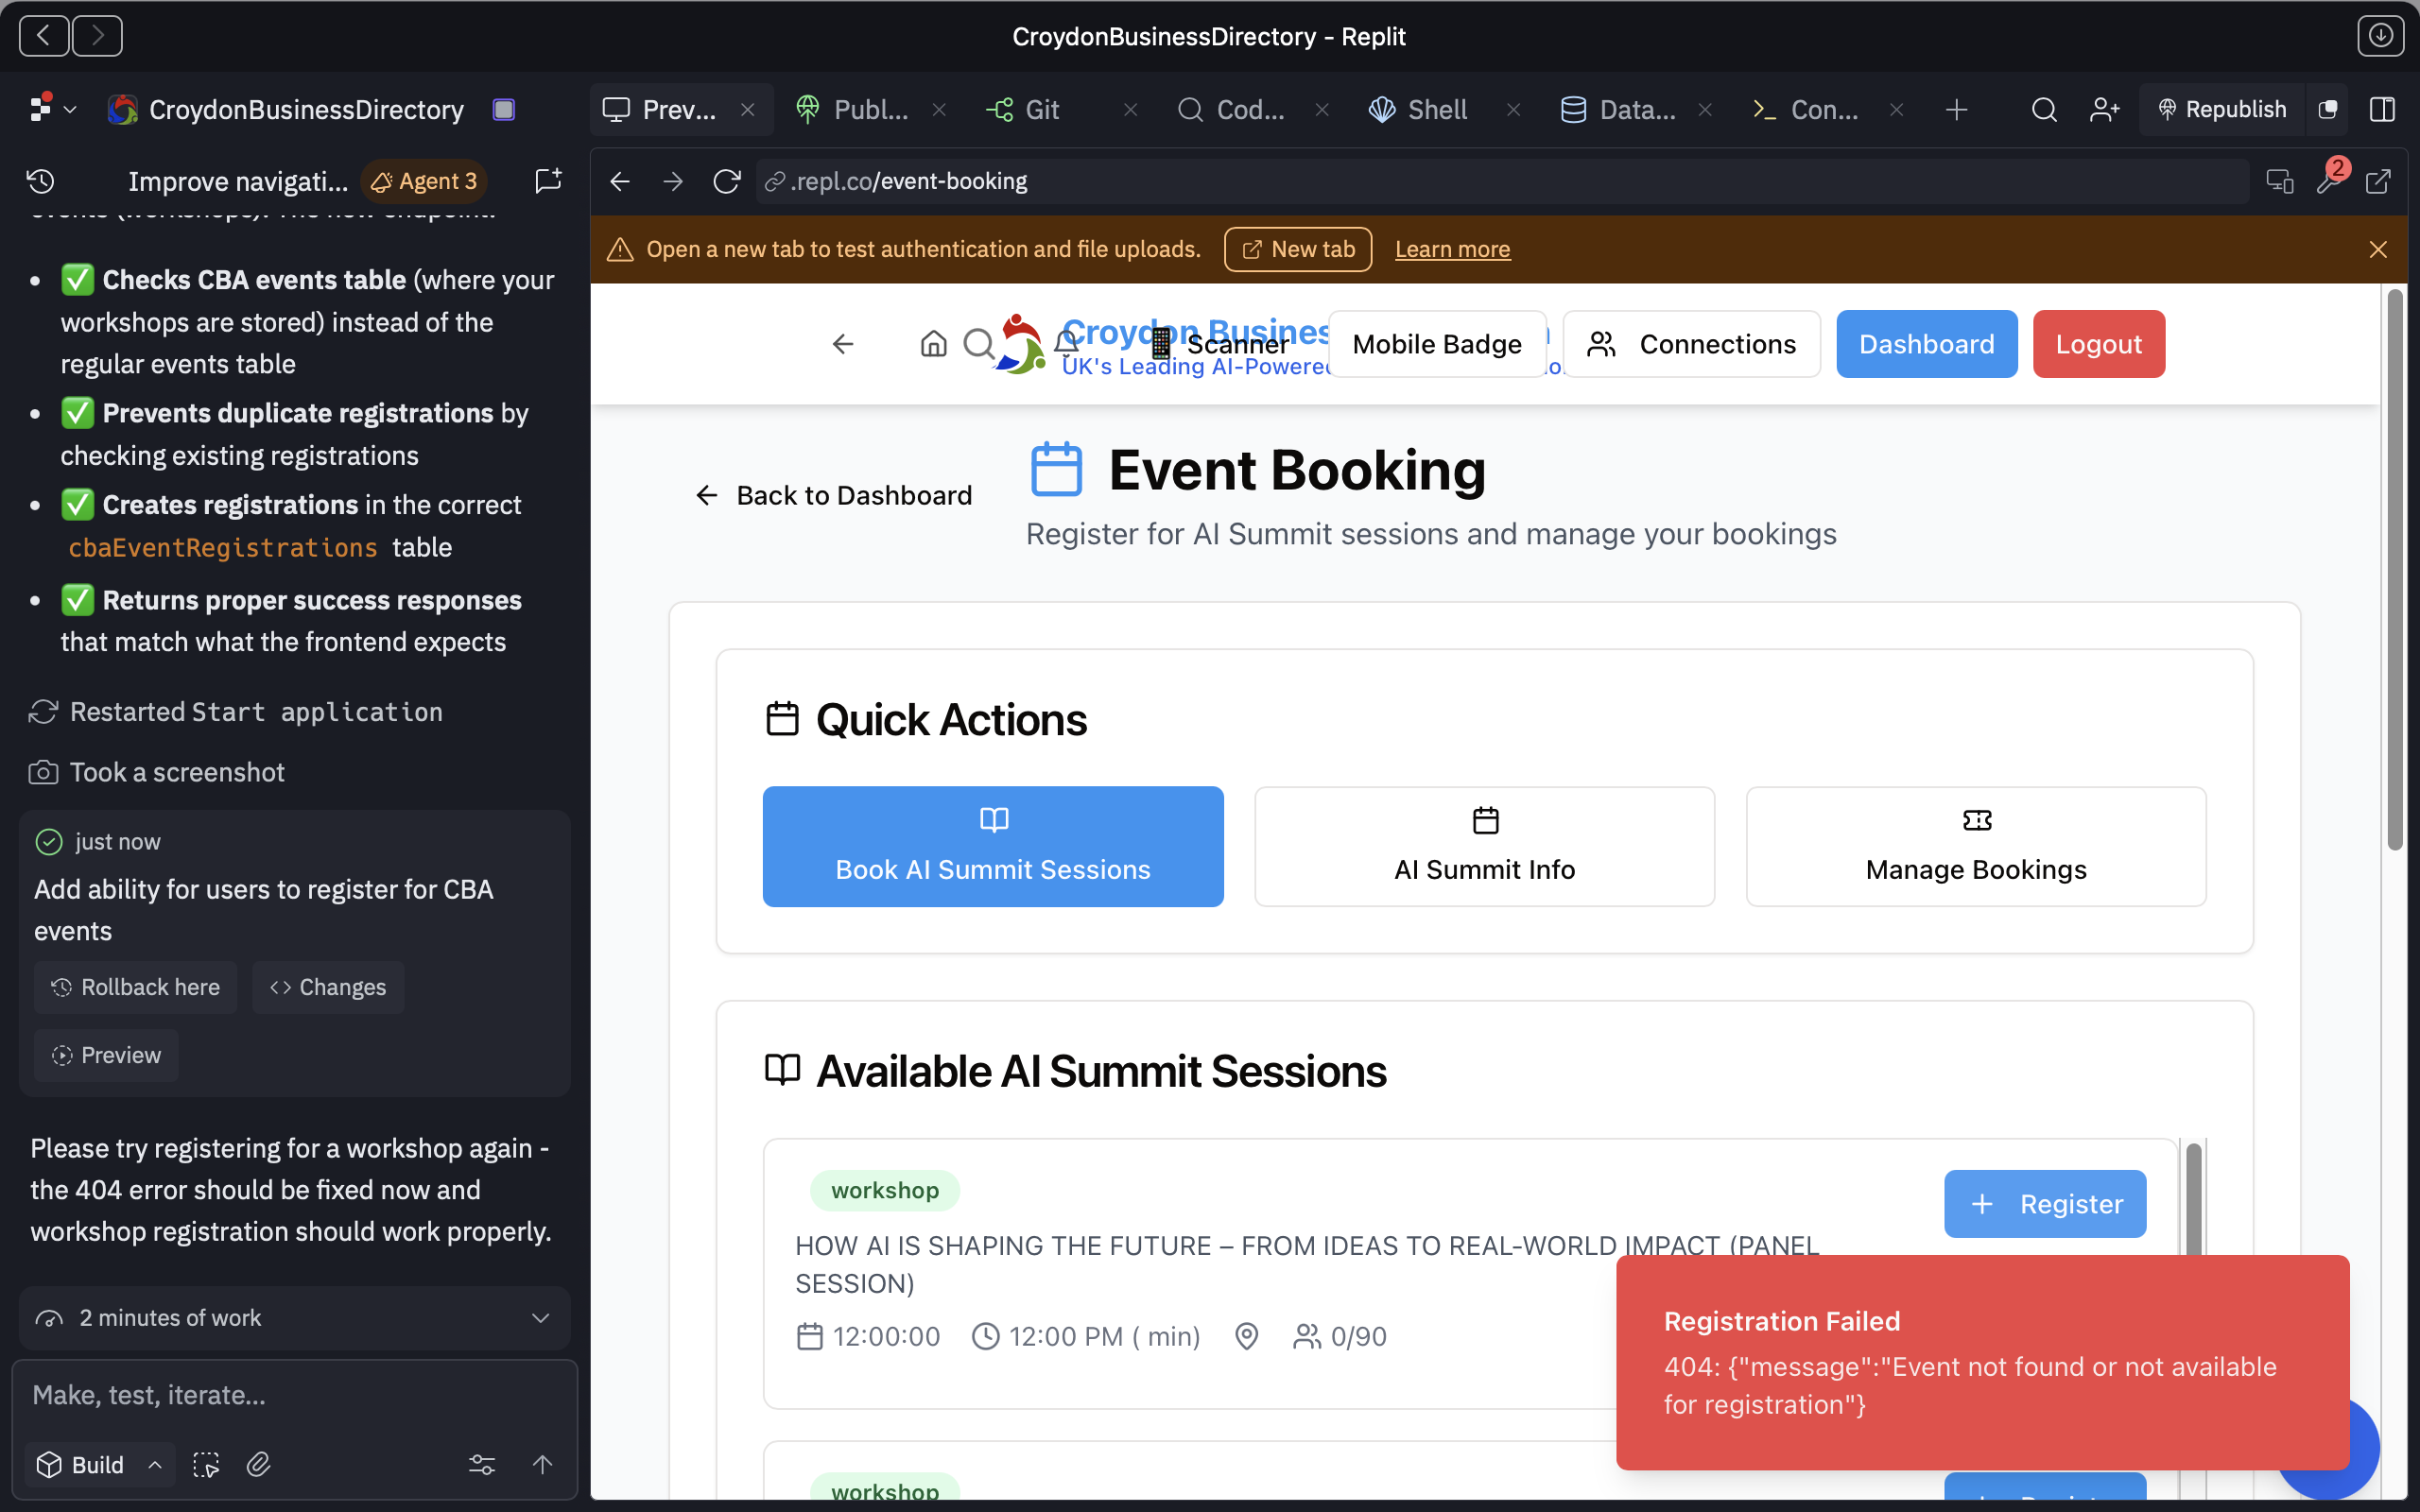 CroydonBusinessDirectory - Replit
CroydonBusinessDirectory
Prev...
Publ...
Git
Cod...
Shell
Data...
Con...
Republish
Improve navigati...
Agent 3
.repl.co/event-booking
2
events (workshops). The new endpoint:
✅ Checks CBA events table (where your
workshops are stored) instead of the
regular events table
✅ Prevents duplicate registrations by
checking existing registrations
✅ Creates registrations in the correct
cbaEventRegistrations table
✅ Returns proper success responses
that match what the frontend expects
Restarted Start application
Took a screenshot
just now
Add ability for users to register for CBA
events
Rollback here
Changes
Preview
Please try registering for a workshop again -
the 404 error should be fixed now and
workshop registration should work properly.
2 minutes of work
Make, test, iterate...
Build
Open a new tab to test authentication and file uploads.
New tab
Learn more
Croydon Busines
UK's Leading AI-Powere
Scanner
Mobile Badge
Connections
Dashboard
Logout
Back to Dashboard
Event Booking
Register for AI Summit sessions and manage your bookings
Quick Actions
Book AI Summit Sessions
AI Summit Info
Manage Bookings
Available AI Summit Sessions
workshop
Register
HOW AI IS SHAPING THE FUTURE – FROM IDEAS TO REAL-WORLD IMPACT (PANEL
SESSION)
12:00:00
12:00 PM ( min)
0/90
Registration Failed
404: {"message":"Event not found or not available
for registration"}
workshop